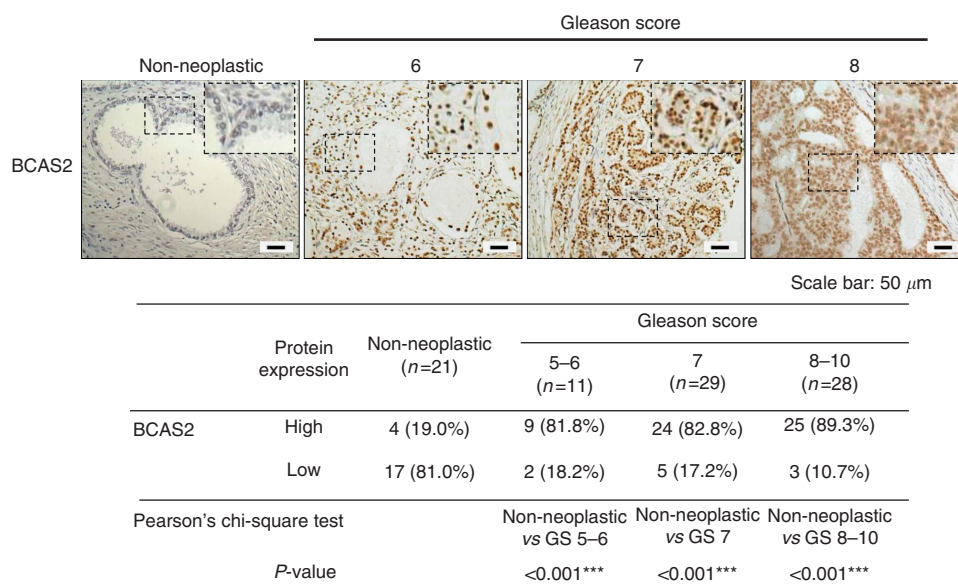 Gleason score
Non-neoplastic 6 7 8
BCAS2
Scale bar: 50 μm
Gleason score
Protein expression Non-neoplastic (n=21) 5–6 (n=11) 7 (n=29) 8–10 (n=28)
BCAS2 High 4 (19.0%) 9 (81.8%) 24 (82.8%) 25 (89.3%)
Low 17 (81.0%) 2 (18.2%) 5 (17.2%) 3 (10.7%)
Pearson's chi-square test Non-neoplastic vs GS 5–6 Non-neoplastic vs GS 7 Non-neoplastic vs GS 8–10
P-value <0.001*** <0.001*** <0.001***